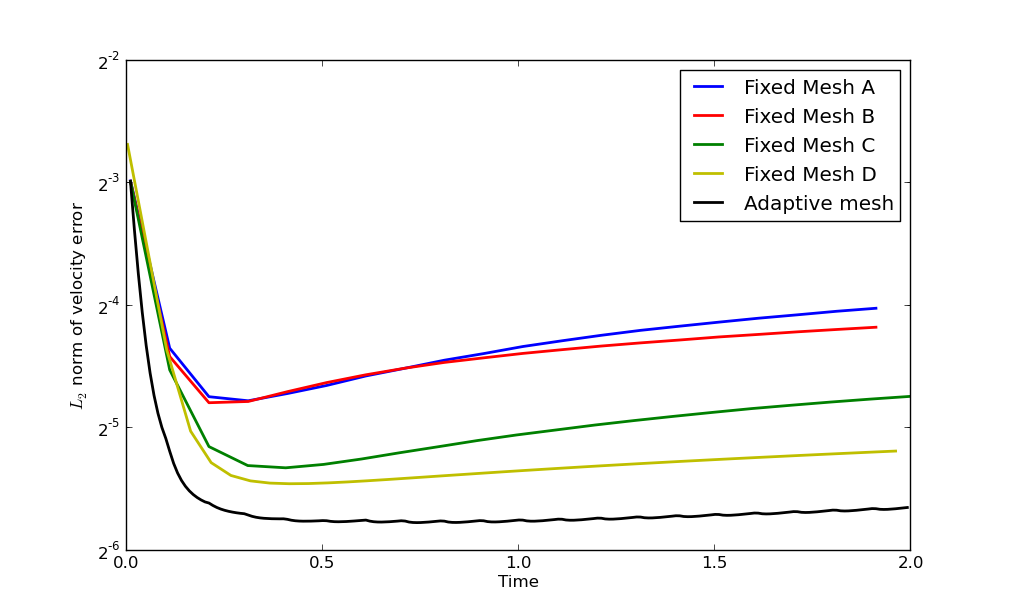 2^-2
2^-3
2^-4
2^-5
2^-6
L_2 norm of velocity error
Fixed Mesh A
Fixed Mesh B
Fixed Mesh C
Fixed Mesh D
Adaptive mesh
0.0 0.5 1.0 1.5 2.0
Time